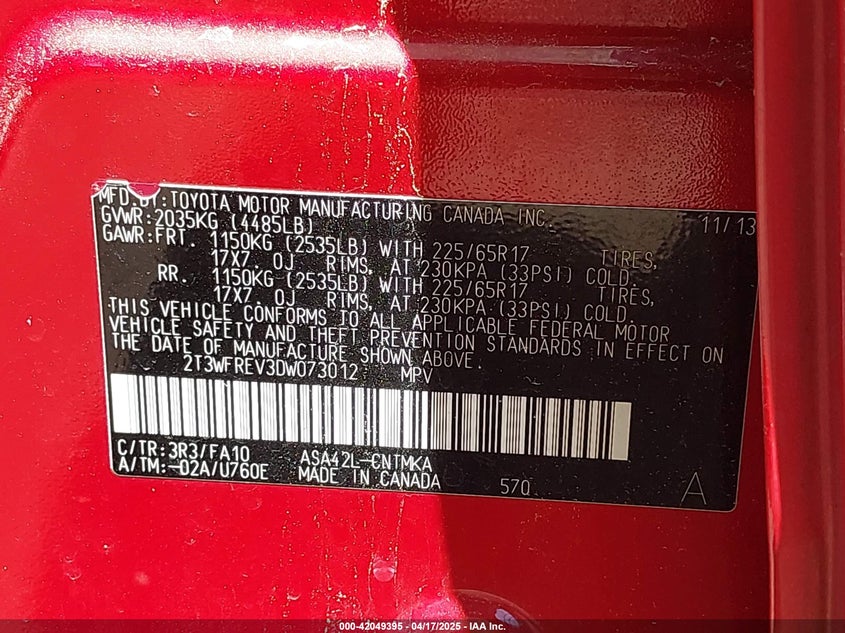 MFD. BY: TOYOTA MOTOR MANUFACTURING CANADA INC. 11/13
GVWR: 2035KG (4485LB)
GAWR: FRT. 1150KG (2535LB) WITH 225/65R17 TIRES,
17X7.0J RIMS, AT 230KPA (33PSI) COLD.
RR. 1150KG (2535LB) WITH 225/65R17 TIRES,
17X7.0J RIMS, AT 230KPA (33PSI) COLD.
THIS VEHICLE CONFORMS TO ALL APPLICABLE FEDERAL MOTOR
VEHICLE SAFETY AND THEFT PREVENTION STANDARDS IN EFFECT ON
THE DATE OF MANUFACTURE SHOWN ABOVE.
2T3WFREV3DW073012 MPV
C/TR: 3R3/FA10 ASA42L-CNTMKA
A/TM: -02A/U760E MADE IN CANADA 570 A
000-42049395 - 04/17/2025 - IAA Inc.